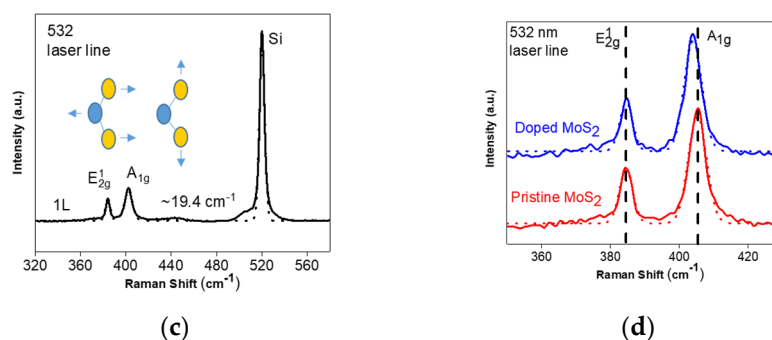 532
laser line
Si
E¹2g
A1g
1L
~19.4 cm⁻¹
Intensity (a.u.)
320 360 400 440 480 520 560
Raman Shift (cm⁻¹)
(c)
532 nm
laser line
E¹2g
A1g
Doped MoS2
Pristine MoS2
Intensity (a.u.)
360 380 400 420
Raman Shift (cm⁻¹)
(d)